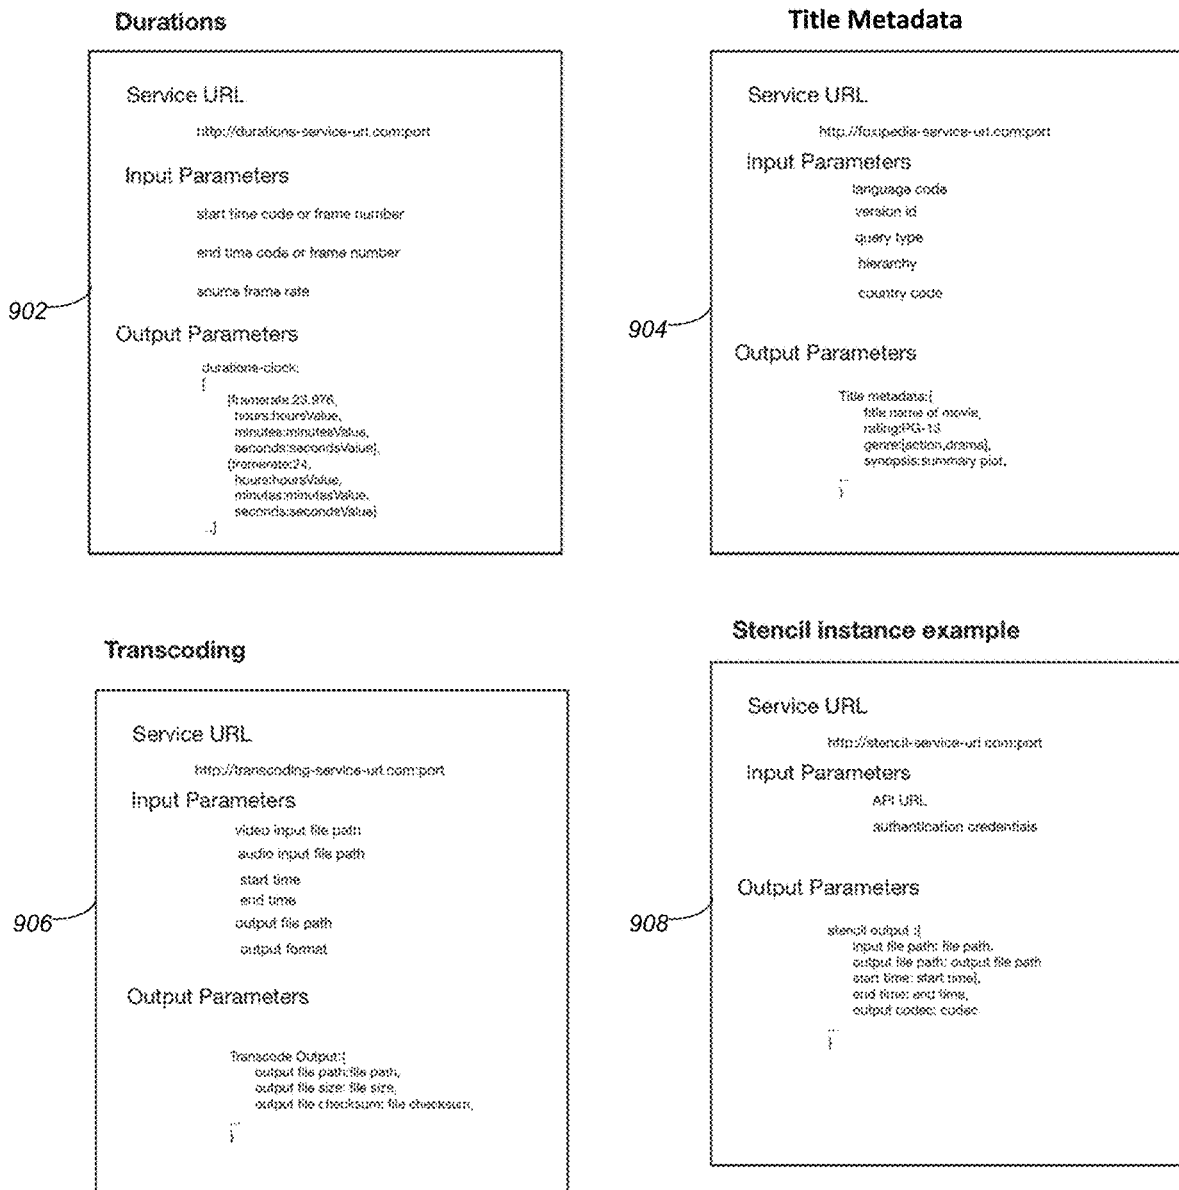 Durations
Service URL
http://durations-service-url.com:port
Input Parameters
start time code or frame number
end time code or frame number
source frame rate
Output Parameters
durations-clock:
{
{framerate:23.976,
hours:hoursValue,
minutes:minutesValue,
seconds:secondsValue},
{framerate:24,
hours:hoursValue,
minutes:minutesValue,
seconds:secondsValue}
..}
902
Title Metadata
Service URL
http://foxipedia-service-url.com:port
Input Parameters
language code
version id
query type
hierarchy
country code
Output Parameters
Title metadata:{
title name of movie,
rating:PG-13
genre:[action,drama],
synopsis:summary plot,
...
}
904
Transcoding
Service URL
http://transcoding-service-url.com:port
Input Parameters
video input file path
audio input file path
start time
end time
output file path
output format
Output Parameters
Transcode Output:{
output file path:file path,
output file size: file size,
output file checksum: file checksum,
...
}
906
Stencil instance example
Service URL
http://stencil-service-url.com:port
Input Parameters
API URL
authentication credentials
Output Parameters
stencil output :{
input file path: file path,
output file path: output file path
start time: start time},
end time: end time,
output codec: codec
...
}
908